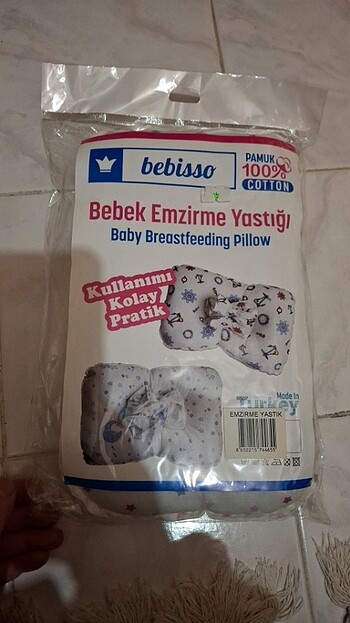 bebisso
PAMUK
100%
COTTON
Bebek Emzirme Yastığı
Baby Breastfeeding Pillow
Kullanımı
Kolay
Pratik
Made In
Turkey
EMZİRME YASTIK